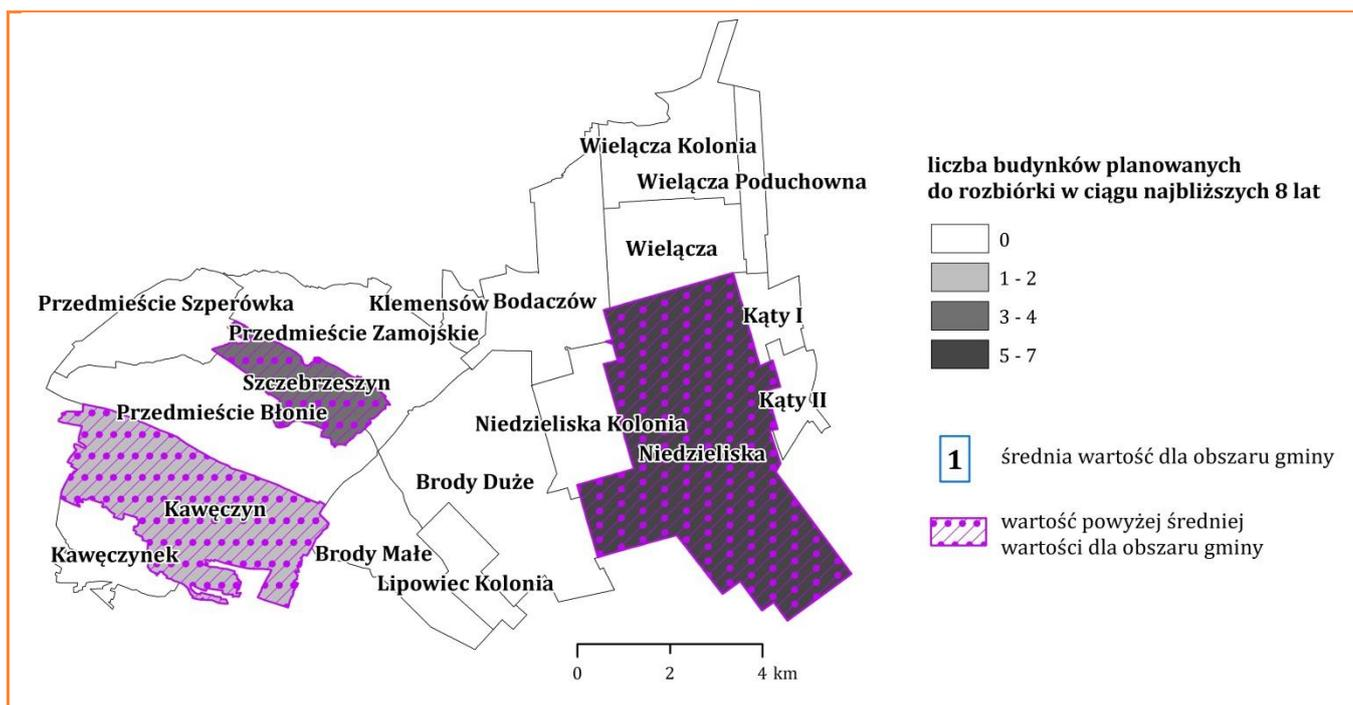 Wielącza Kolonia
Wielącza Poduchowna
Wielącza
Przedmieście Szperówka
Klemensów
Bodaczów
Kąty I
Przedmieście Zamojskie
Szczebrzeszyn
Kąty II
Przedmieście Błonie
Niedzieliska Kolonia
Niedzieliska
Brody Duże
Kawęczyn
Kawęczynek
Brody Małe
Lipowiec Kolonia
0 2 4 km
liczba budynków planowanych
do rozbiórki w ciągu najbliższych 8 lat
0
1 - 2
3 - 4
5 - 7
1 średnia wartość dla obszaru gminy
wartość powyżej średniej
wartości dla obszaru gminy